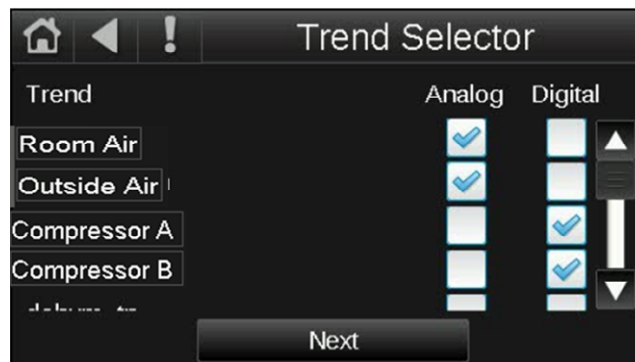 Trend Selector
Trend Analog Digital
Room Air
Outside Air
Compressor A
Compressor B
Next